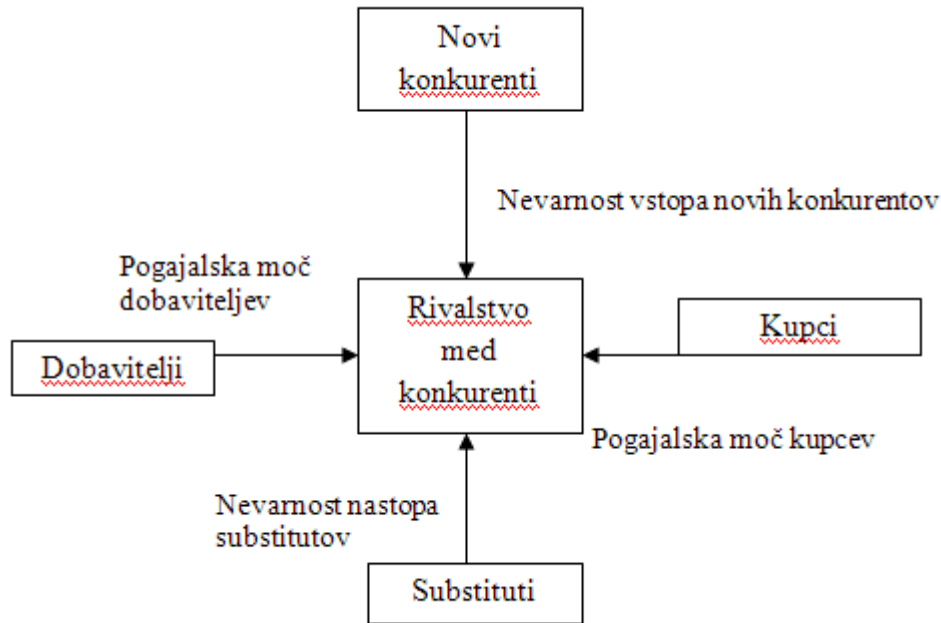 Novi
konkurenti
Nevarnost vstopa novih konkurentov
Pogajalska moč
dobaviteljev
Rivalstvo
med
konkurenti
Kupci
Dobavitelji
Pogajalska moč kupcev
Nevarnost nastopa
substitutov
Substituti